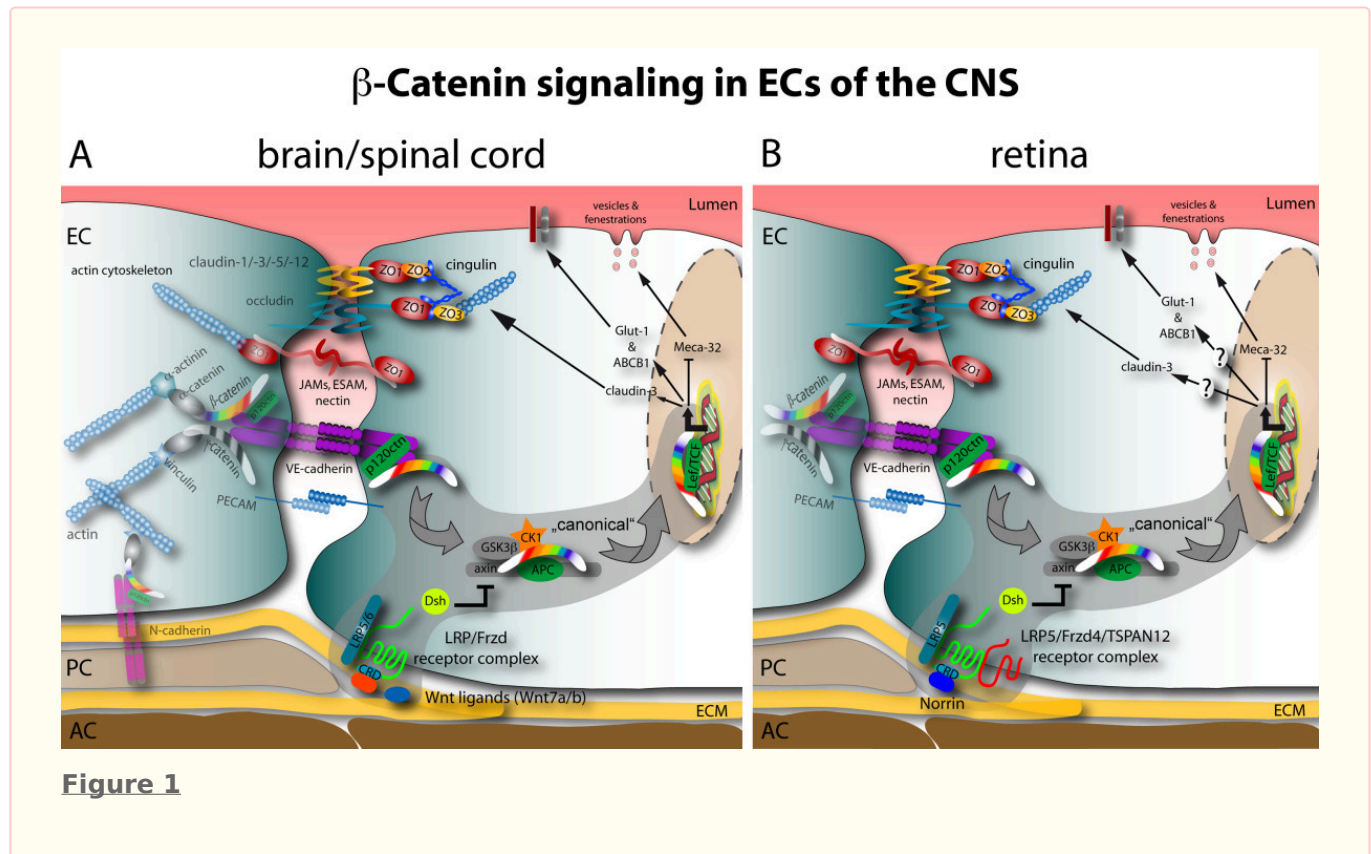 β-Catenin signaling in ECs of the CNS
A
brain/spinal cord
EC
Lumen
vesicles &
fenestrations
claudin-1/-3/-5/-12
actin cytoskeleton
occludin
ZO1
ZO2
cingulin
ZO1
ZO3
Glut-1
&
ABCB1
Meca-32
claudin-3
ZO1
ZO1
JAMs, ESAM,
nectin
α-actinin
α-catenin
β-catenin
p120ctn
γ-catenin
vinculin
VE-cadherin
p120ctn
PECAM
actin
Lef/TCF
„canonical“
CK1
GSK3β
axin
APC
Dsh
LRP5/6
CRD
LRP/Frzd
receptor complex
Wnt ligands (Wnt7a/b)
p120ctn
N-cadherin
PC
AC
ECM
B
retina
EC
Lumen
vesicles &
fenestrations
ZO1
ZO2
cingulin
ZO1
ZO3
Glut-1
&
ABCB1
Meca-32
claudin-3
?
?
ZO1
ZO1
JAMs, ESAM,
nectin
β-catenin
p120ctn
γ-catenin
VE-cadherin
p120ctn
PECAM
Lef/TCF
„canonical“
CK1
GSK3β
axin
APC
Dsh
LRP5
CRD
LRP5/Frzd4/TSPAN12
receptor complex
Norrin
PC
AC
ECM
Figure 1